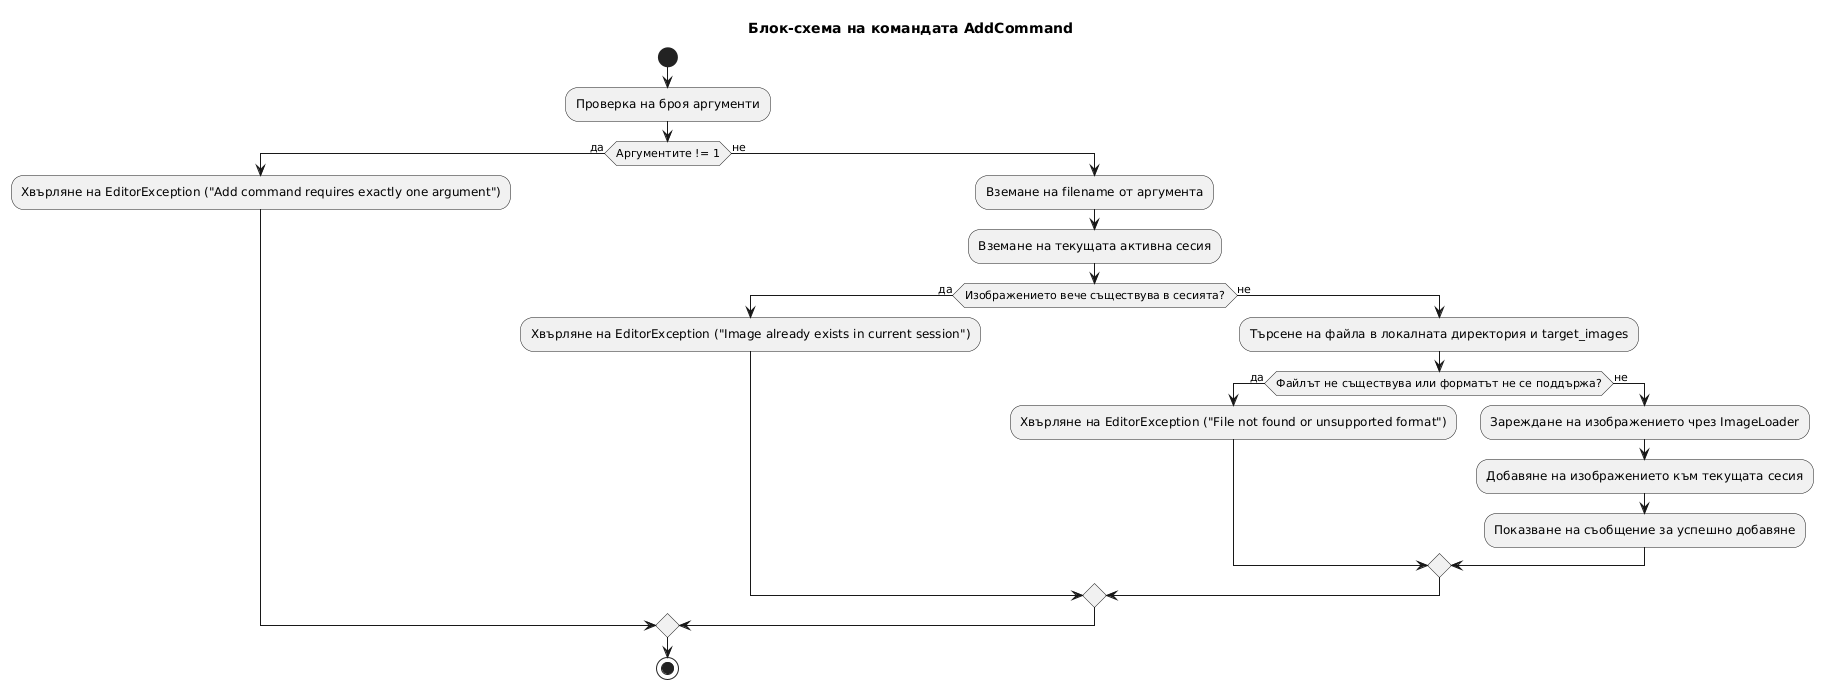 Блок-схема на командата AddCommand
Проверка на броя аргументи
да
Аргументите != 1
не
Хвърляне на EditorException ("Add command requires exactly one argument")
Вземане на filename от аргумента
Вземане на текущата активна сесия
да
Изображението вече съществува в сесията?
не
Хвърляне на EditorException ("Image already exists in current session")
Търсене на файла в локалната директория и target_images
да
Файлът не съществува или форматът не се поддържа?
не
Хвърляне на EditorException ("File not found or unsupported format")
Зареждане на изображението чрез ImageLoader
Добавяне на изображението към текущата сесия
Показване на съобщение за успешно добавяне